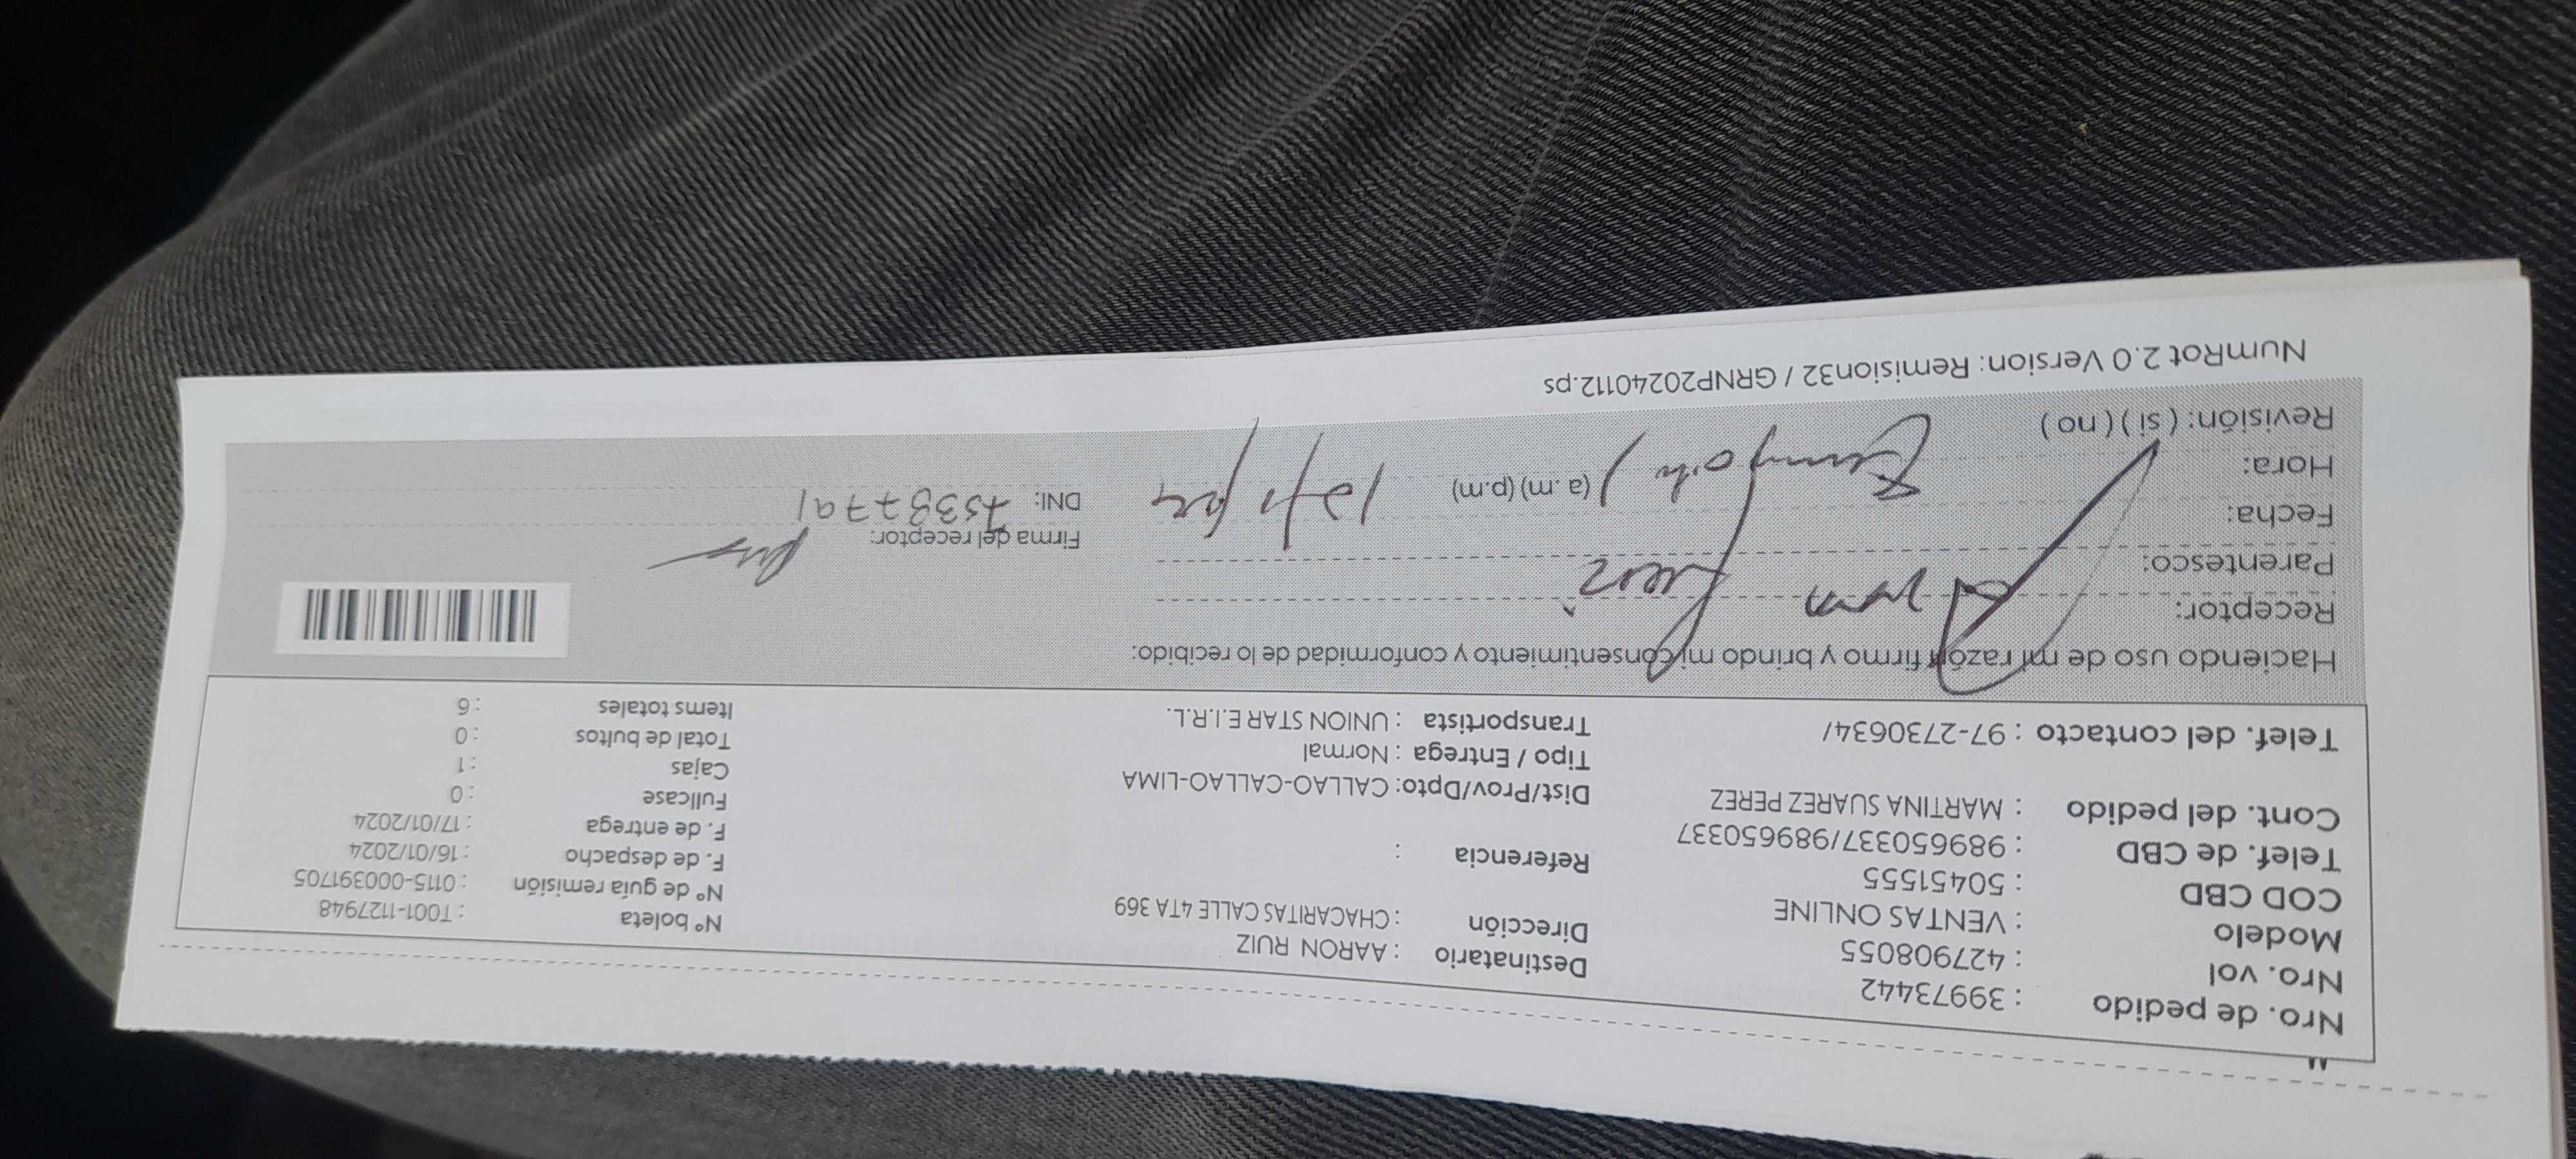 Nro. de pedido : 39973442
Nro. vol : 427908055
Modelo : VENTAS ONLINE
COD CBD : 50451555
Telef. de CBD : 989650337/989650337
Cont. del pedido : MARTINA SUAREZ PEREZ
Telef. del contacto : 97-2730634/
Destinatario : AARON RUIZ
Dirección : CHACARITAS CALLE 4TA 369
Referencia :
Dist/Prov/Dpto: CALLAO-CALLAO-LIMA
Tipo / Entrega : Normal
Transportista : UNION STAR E.I.R.L.
N° boleta : T001-1127948
N° de guía remisión : 0115-000391705
F. de despacho : 16/01/2024
F. de entrega : 17/01/2024
Fullcase : 0
Cajas : 1
Total de bultos : 0
Items totales : 6
Haciendo uso de mi razón firmo y brindo mi consentimiento y conformidad de lo recibido:
Receptor:
Parentesco:
Fecha:
Hora: (a.m) (p.m)
Revisión: ( si ) ( no )
Firma del receptor:
DNI:
NumRot 2.0 Version: Remision32 / GRNP20240112.ps